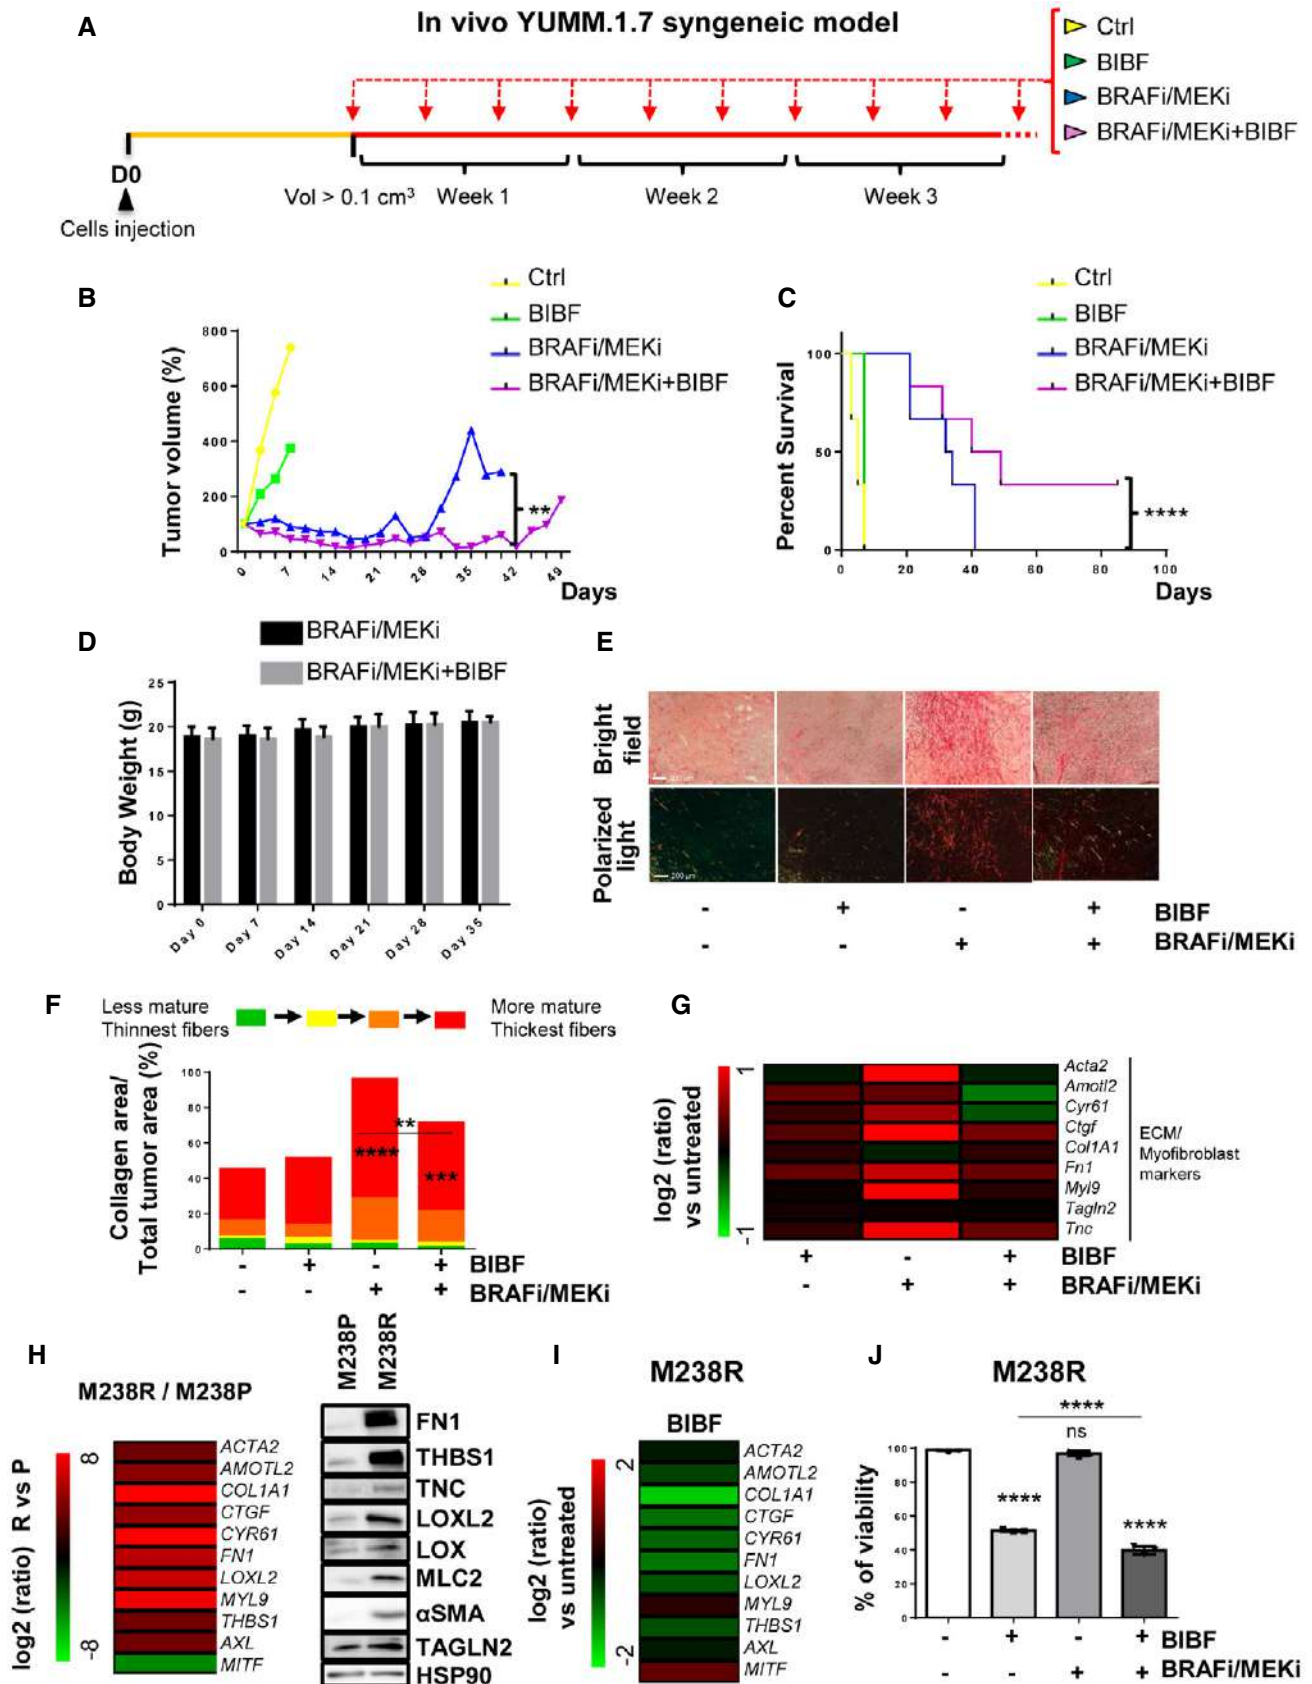 A
In vivo YUMM.1.7 syngeneic model
Ctrl
BIBF
BRAFi/MEKi
BRAFi/MEKi+BIBF
D0
Cells injection
Vol > 0.1 cm³
Week 1
Week 2
Week 3
B
Ctrl
BIBF
BRAFi/MEKi
BRAFi/MEKi+BIBF
Tumor volume (%)
800
600
400
200
0
**
0 7 14 21 28 35 42 49
Days
C
Ctrl
BIBF
BRAFi/MEKi
BRAFi/MEKi+BIBF
Percent Survival
100
50
0
****
0 20 40 60 80 100
Days
D
BRAFi/MEKi
BRAFi/MEKi+BIBF
Body Weight (g)
25
20
15
10
5
0
Day 0 Day 7 Day 14 Day 21 Day 28 Day 35
E
Bright field
Polarized light
200 µm
- + - + BIBF
- - + + BRAFi/MEKi
F
Less mature
Thinnest fibers
More mature
Thickest fibers
Collagen area/
Total tumor area (%)
100
80
60
40
20
0
**
****
***
- + - + BIBF
- - + + BRAFi/MEKi
G
log2 (ratio)
vs untreated
1
-1
Acta2
Amotl2
Cyr61
Ctgf
Col1A1
Fn1
Myl9
Tagln2
Tnc
ECM/
Myofibroblast
markers
+ - + BIBF
- + + BRAFi/MEKi
H
M238R / M238P
log2 (ratio) R vs P
8
-8
ACTA2
AMOTL2
COL1A1
CTGF
CYR61
FN1
LOXL2
MYL9
THBS1
AXL
MITF
M238P
M238R
FN1
THBS1
TNC
LOXL2
LOX
MLC2
αSMA
TAGLN2
HSP90
I
M238R
BIBF
log2 (ratio)
vs untreated
2
-2
ACTA2
AMOTL2
COL1A1
CTGF
CYR61
FN1
LOXL2
MYL9
THBS1
AXL
MITF
J
M238R
****
ns
****
****
% of viability
100
80
60
40
20
0
- + - + BIBF
- - + + BRAFi/MEKi